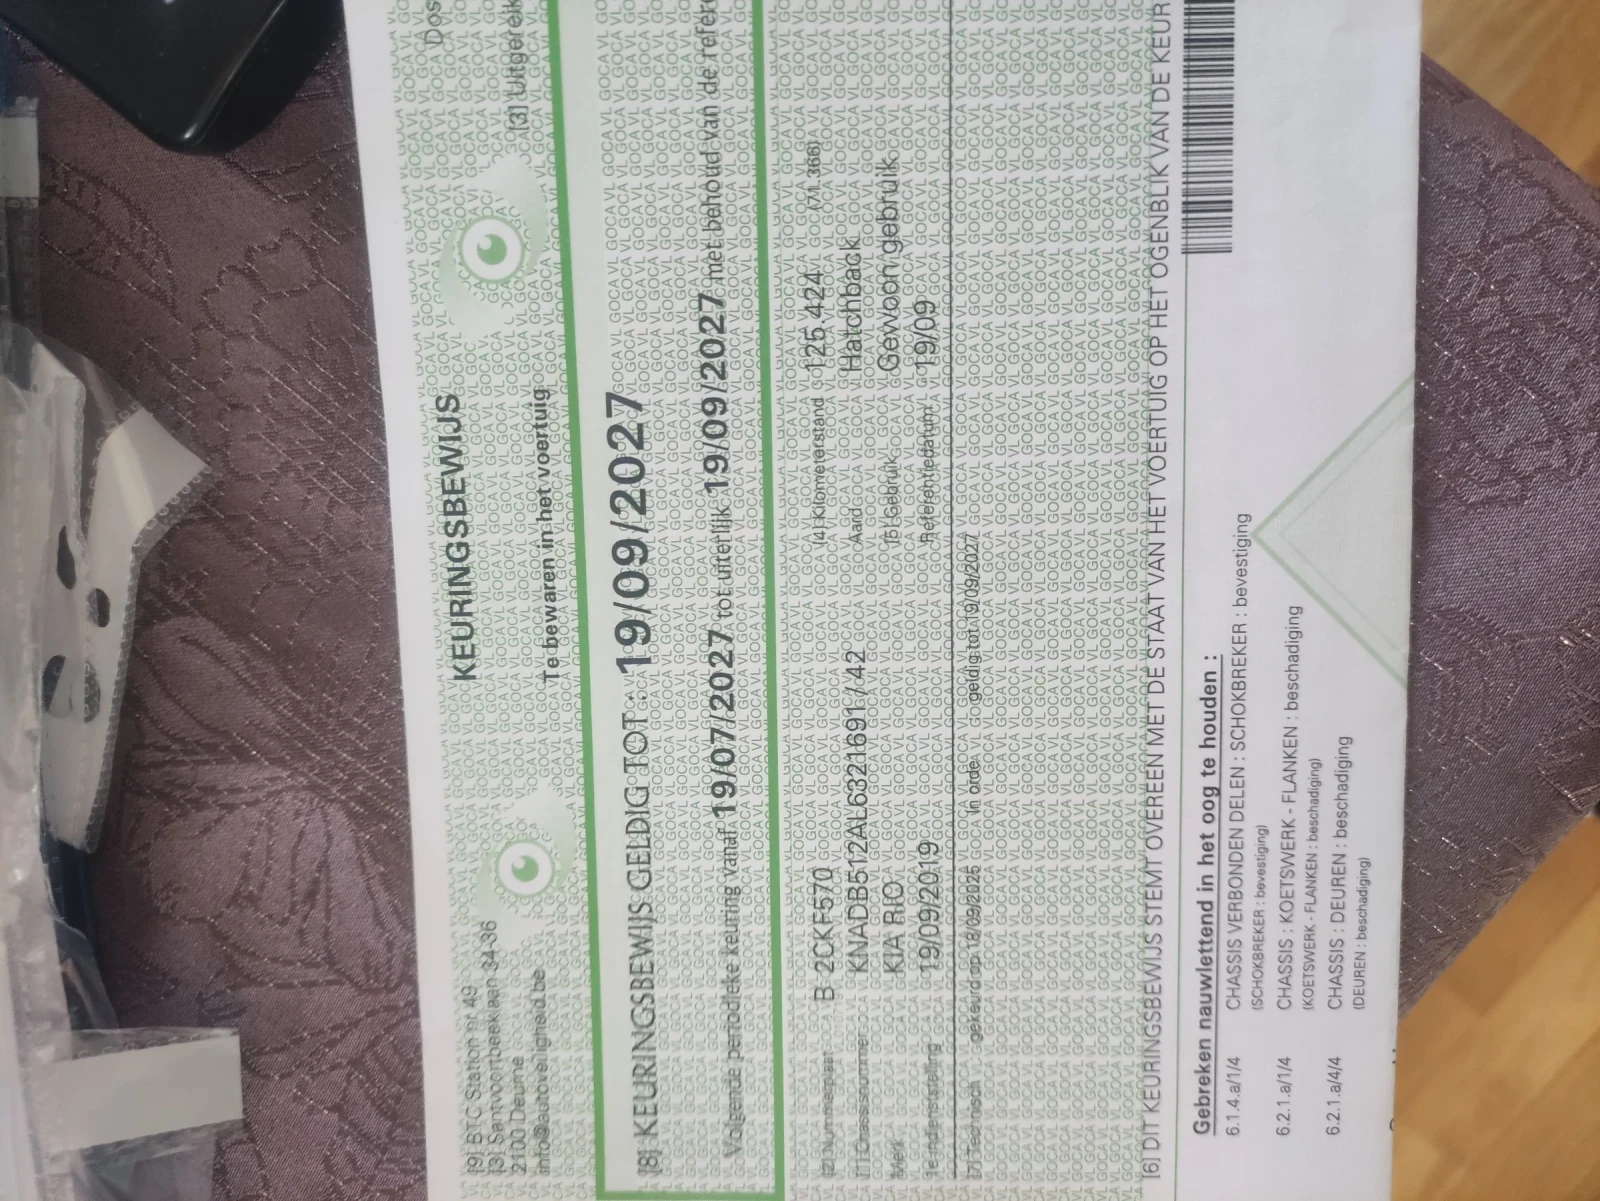 KEURINGSBEWIJS
Dos
[9] BTC Station nr 49
[3] Santvoortbeeklaan 34-36
2100 Deurne
info@autoveiligheid.be
Te bewaren in het voertuig
[3] Uitgereik
[8] KEURINGSBEWIJS GELDIG TOT : 19/09/2027
Volgende periodieke keuring vanaf 19/07/2027 tot uiterlijk 19/09/2027 met behoud van de refere
[2] Nummerplaat B 2CKF570 [4] Kilometerstand 125 424 (71.366)
[1] Chassisnummer KNADB512AL6321691 / 42 Aard Hatchback
Merk KIA RIO [5] Gebruik Gewoon gebruik
1e indienststelling 19/09/2019 Referentiedatum 19/09
[7] Technisch gekeurd op 18/09/2025 In orde geldig tot 19/09/2027
[6] DIT KEURINGSBEWIJS STEMT OVEREEN MET DE STAAT VAN HET VOERTUIG OP HET OGENBLIK VAN DE KEUR
Gebreken nauwlettend in het oog te houden :
6.1.4.a/1/4 CHASSIS VERBONDEN DELEN : SCHOKBREKER : bevestiging
(SCHOKBREKER : bevestiging)
6.2.1.a/1/4 CHASSIS : KOETSWERK - FLANKEN : beschadiging
(KOETSWERK - FLANKEN : beschadiging)
6.2.1.a/4/4 CHASSIS : DEUREN : beschadiging
(DEUREN : beschadiging)